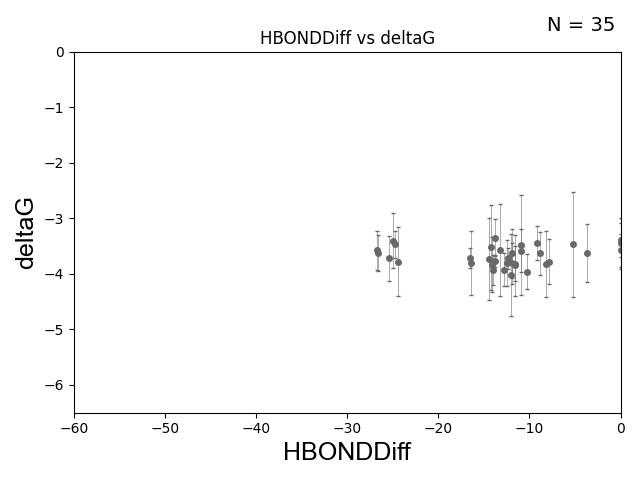 N = 35
HBONDDiff vs deltaG
0
−1
−2
−3
−4
−5
−6
deltaG
−60 −50 −40 −30 −20 −10 0
HBONDDiff